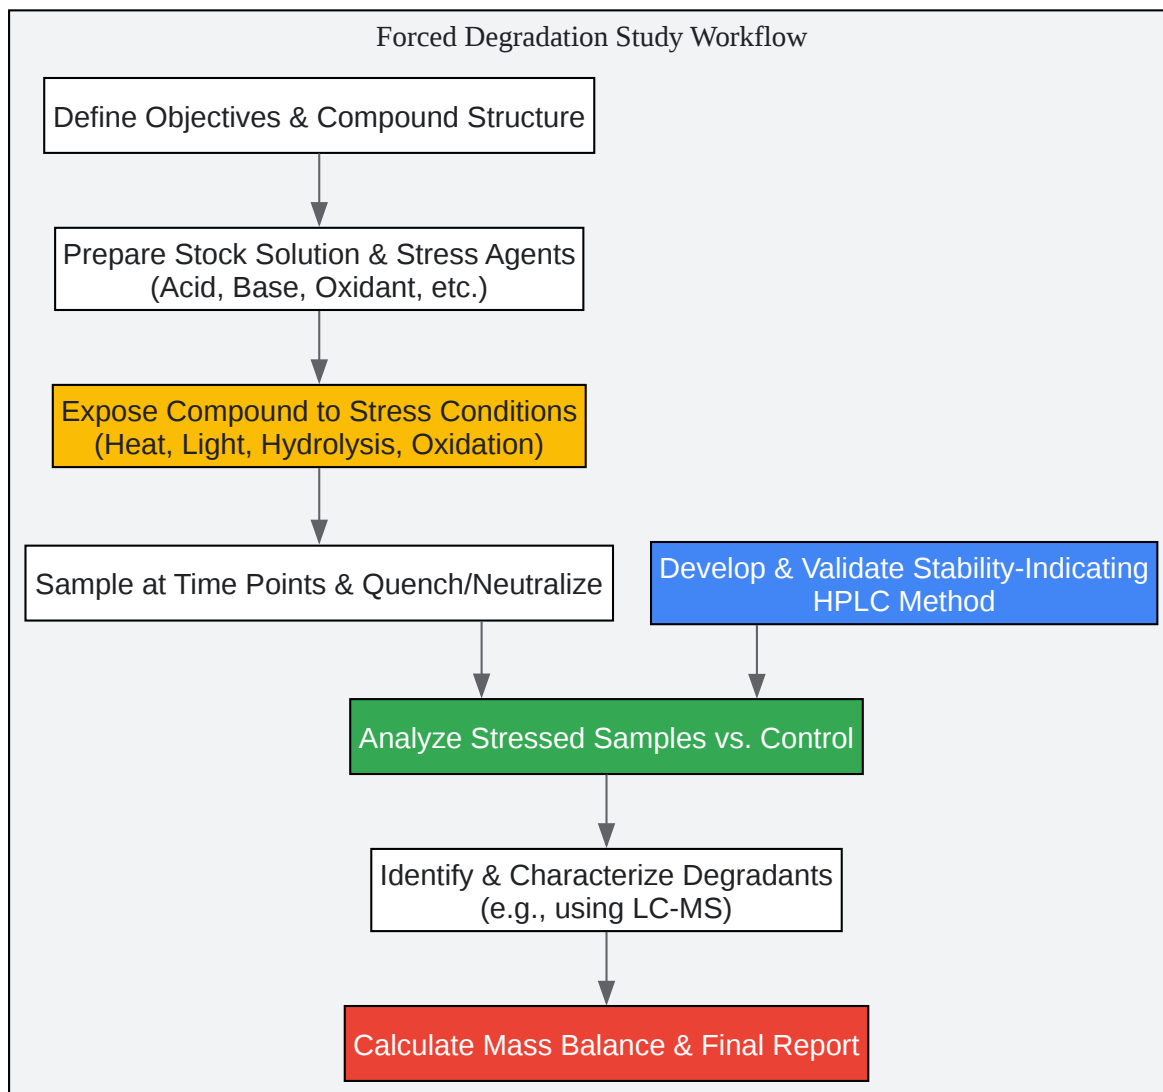 Forced Degradation Study Workflow
Define Objectives & Compound Structure
Prepare Stock Solution & Stress Agents
(Acid, Base, Oxidant, etc.)
Expose Compound to Stress Conditions
(Heat, Light, Hydrolysis, Oxidation)
Sample at Time Points & Quench/Neutralize
Develop & Validate Stability-Indicating
HPLC Method
Analyze Stressed Samples vs. Control
Identify & Characterize Degradants
(e.g., using LC-MS)
Calculate Mass Balance & Final Report